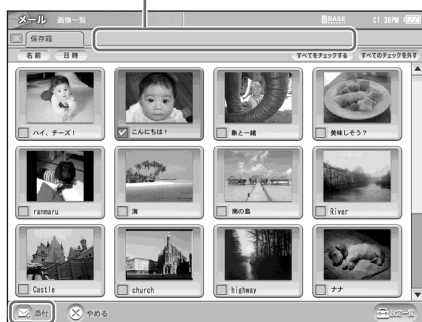 メール 画像一覧 BASE 01:38PM
保存箱
名前 日時 すべてをチェックする すべてのチェックを外す
ハイ、チーズ! こんにちは! 象と一緒 美味しそう?
ranmaru 海 南の島 River
Castle church highway ナナ
添付 やめる